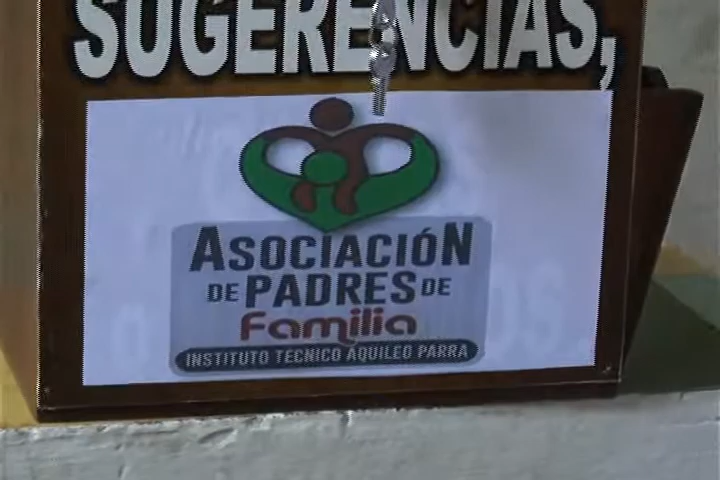 SUGERENCIAS,
ASOCIACIÓN
DE PADRES DE
Familia
INSTITUTO TECNICO AQUILEO PARRA